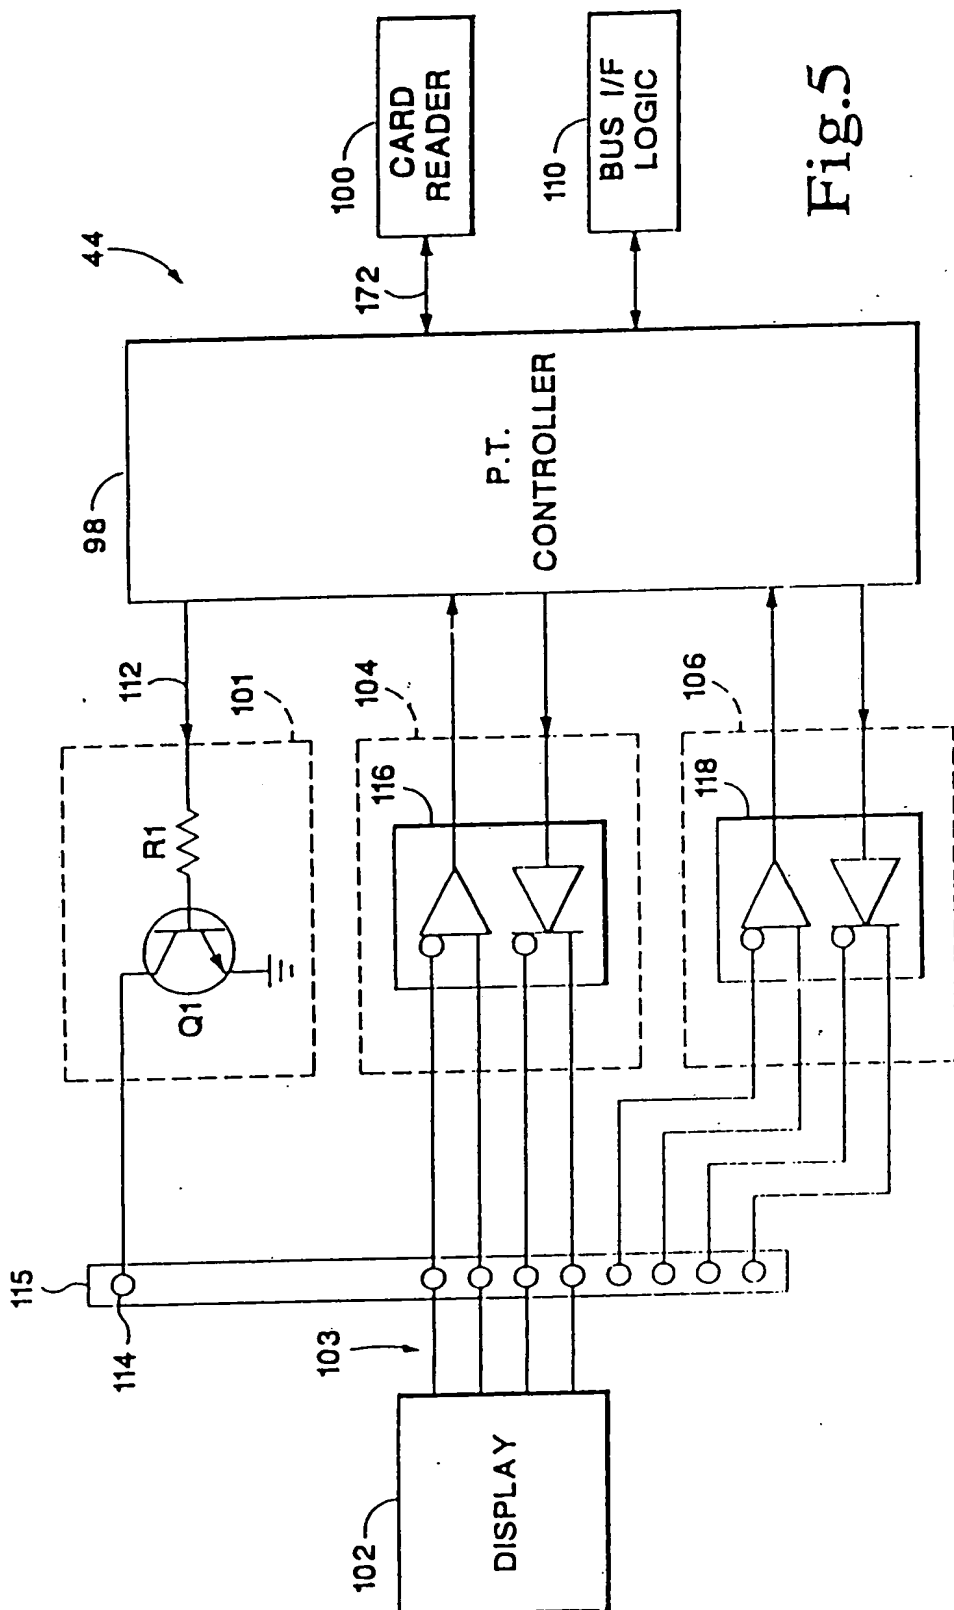 44
100
CARD
READER
110
BUS I/F
LOGIC
172
Fig.5
98
P.T.
CONTROLLER
112
101
R1
Q1
104
116
106
118
115
114
103
102
DISPLAY